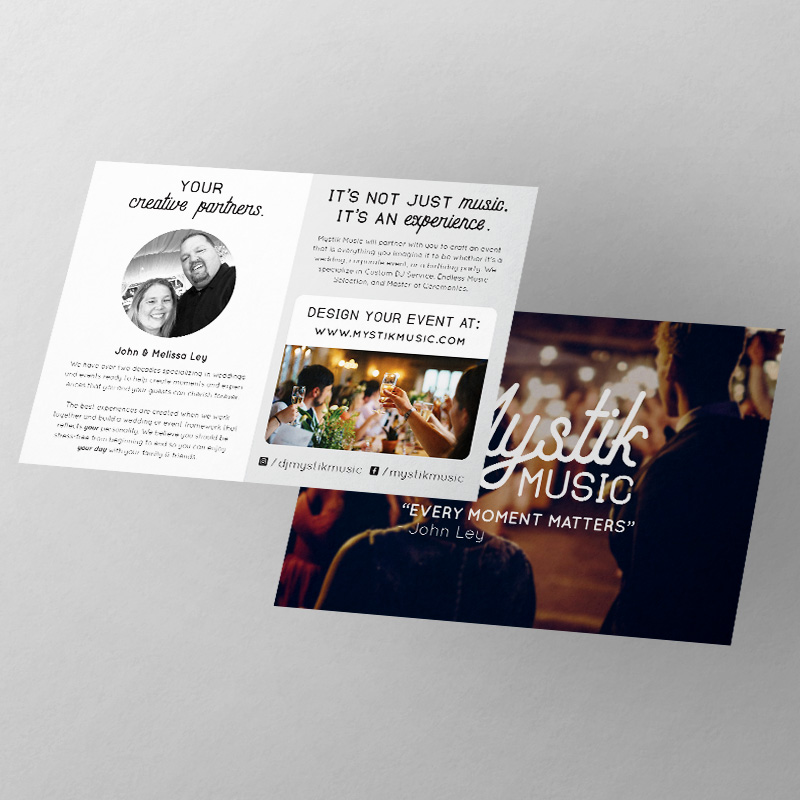 YOUR
creative partners.
John & Melissa Ley
We have over two decades specializing in weddings
and events ready to help create moments and experi
ences that you and your guests can cherish forever.
The best experiences are created when we work
together and build a wedding or event framework that
reflects your personality. We believe you should be
stress-free from beginning to end so you can enjoy
your day with your family & friends.
IT'S NOT JUST music,
IT'S AN experience.
Mystik Music will partner with you to craft an event
that is everything you imagine it to be whether it's a
wedding, corporate event, or a birthday party. We
specialize in Custom DJ Service, Endless Music
Selection, and Master of Ceremonies.
DESIGN YOUR EVENT AT:
WWW.MYSTIKMUSIC.COM
/djmystikmusic /mystikmusic
Mystik
MUSIC
"EVERY MOMENT MATTERS"
- John Ley